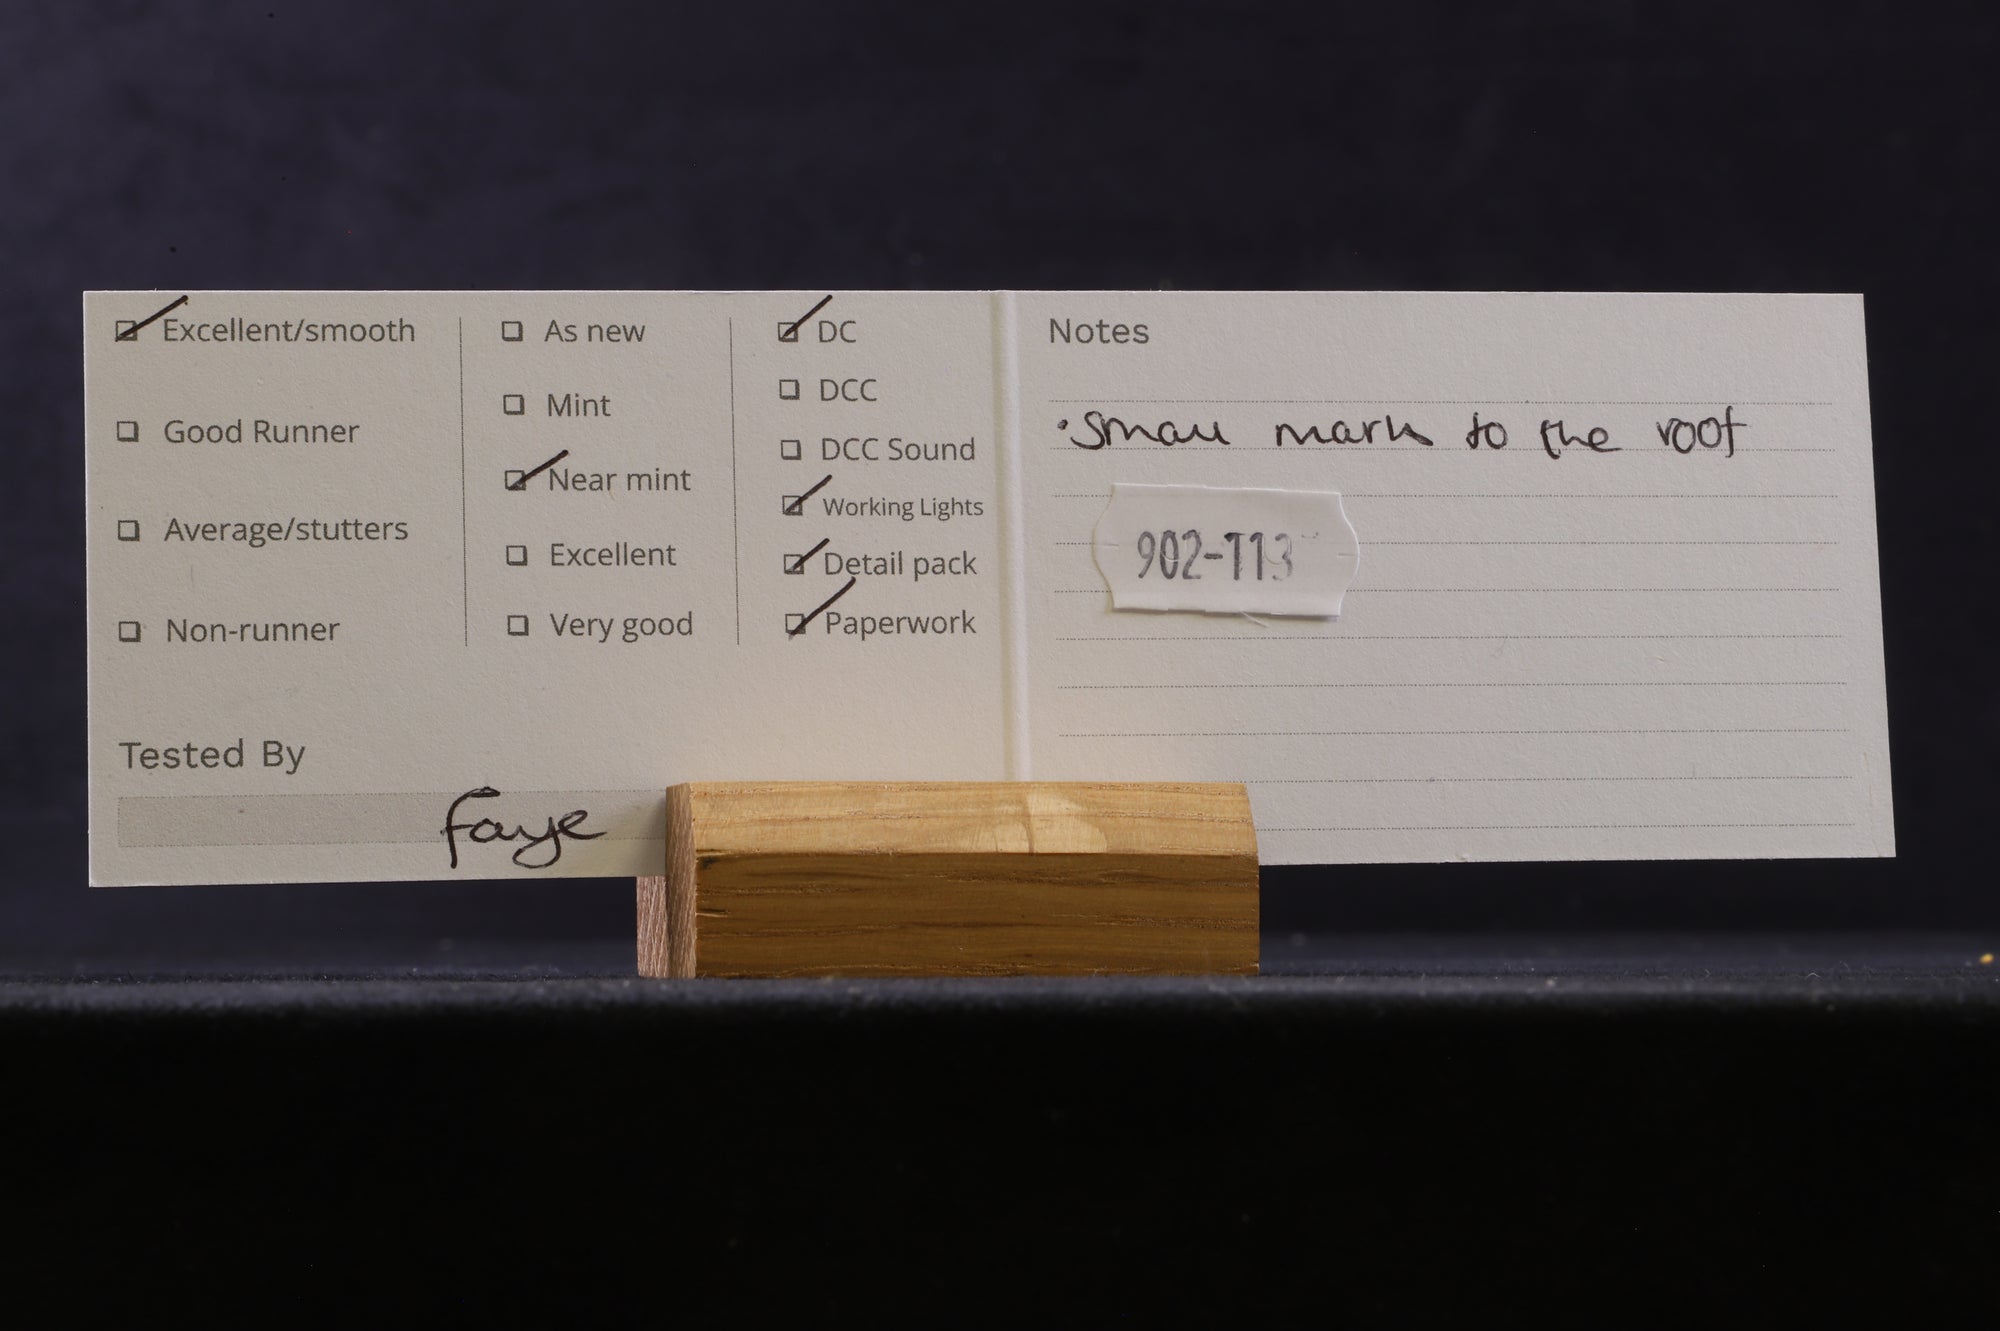 Excellent/smooth
Good Runner
Average/stutters
Non-runner
As new
Mint
Near mint
Excellent
Very good
DC
DCC
DCC Sound
Working Lights
Detail pack
Paperwork
Tested By
Faye
Notes
•Small mark to the roof
902-113